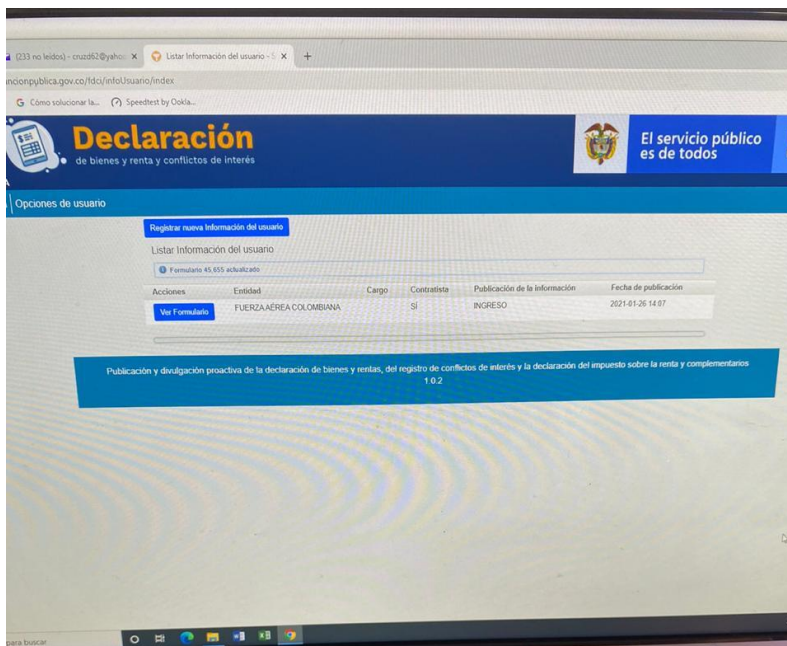 (233 no leídos) - cruzd62@yahoo
Listar Información del usuario - S
ncionpublica.gov.co/fdci/infoUsuario/index
Cómo solucionar la...
Speedtest by Ookla...
Declaración
de bienes y renta y conflictos de interés
El servicio público
es de todos
Opciones de usuario
Registrar nueva Información del usuario
Listar Información del usuario
Formulario 45,655 actualizado
Acciones Entidad Cargo Contratista Publicación de la información Fecha de publicación
Ver Formulario FUERZA AÉREA COLOMBIANA SÍ INGRESO 2021-01-26 14:07
Publicación y divulgación proactiva de la declaración de bienes y rentas, del registro de conflictos de interés y la declaración del impuesto sobre la renta y complementarios
1.0.2
para buscar